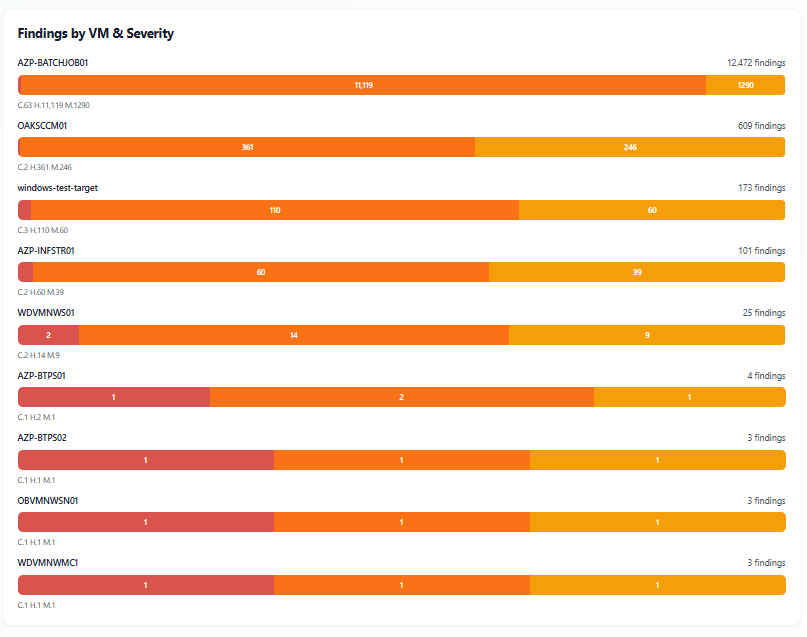 Findings by VM & Severity
AZP-BATCHJOB01 12,472 findings
11,119 1290
C.63 H.11,119 M.1290
OAKSCCM01 609 findings
361 246
C.2 H.361 M.246
windows-test-target 173 findings
110 60
C.3 H.110 M.60
AZP-INFSTR01 101 findings
60 39
C.2 H.60 M.39
WDVMNWS01 25 findings
2 14 9
C.2 H.14 M.9
AZP-BTPS01 4 findings
1 2 1
C.1 H.2 M.1
AZP-BTPS02 3 findings
1 1 1
C.1 H.1 M.1
OBVMNWSN01 3 findings
1 1 1
C.1 H.1 M.1
WDVMNWMC1 3 findings
1 1 1
C.1 H.1 M.1